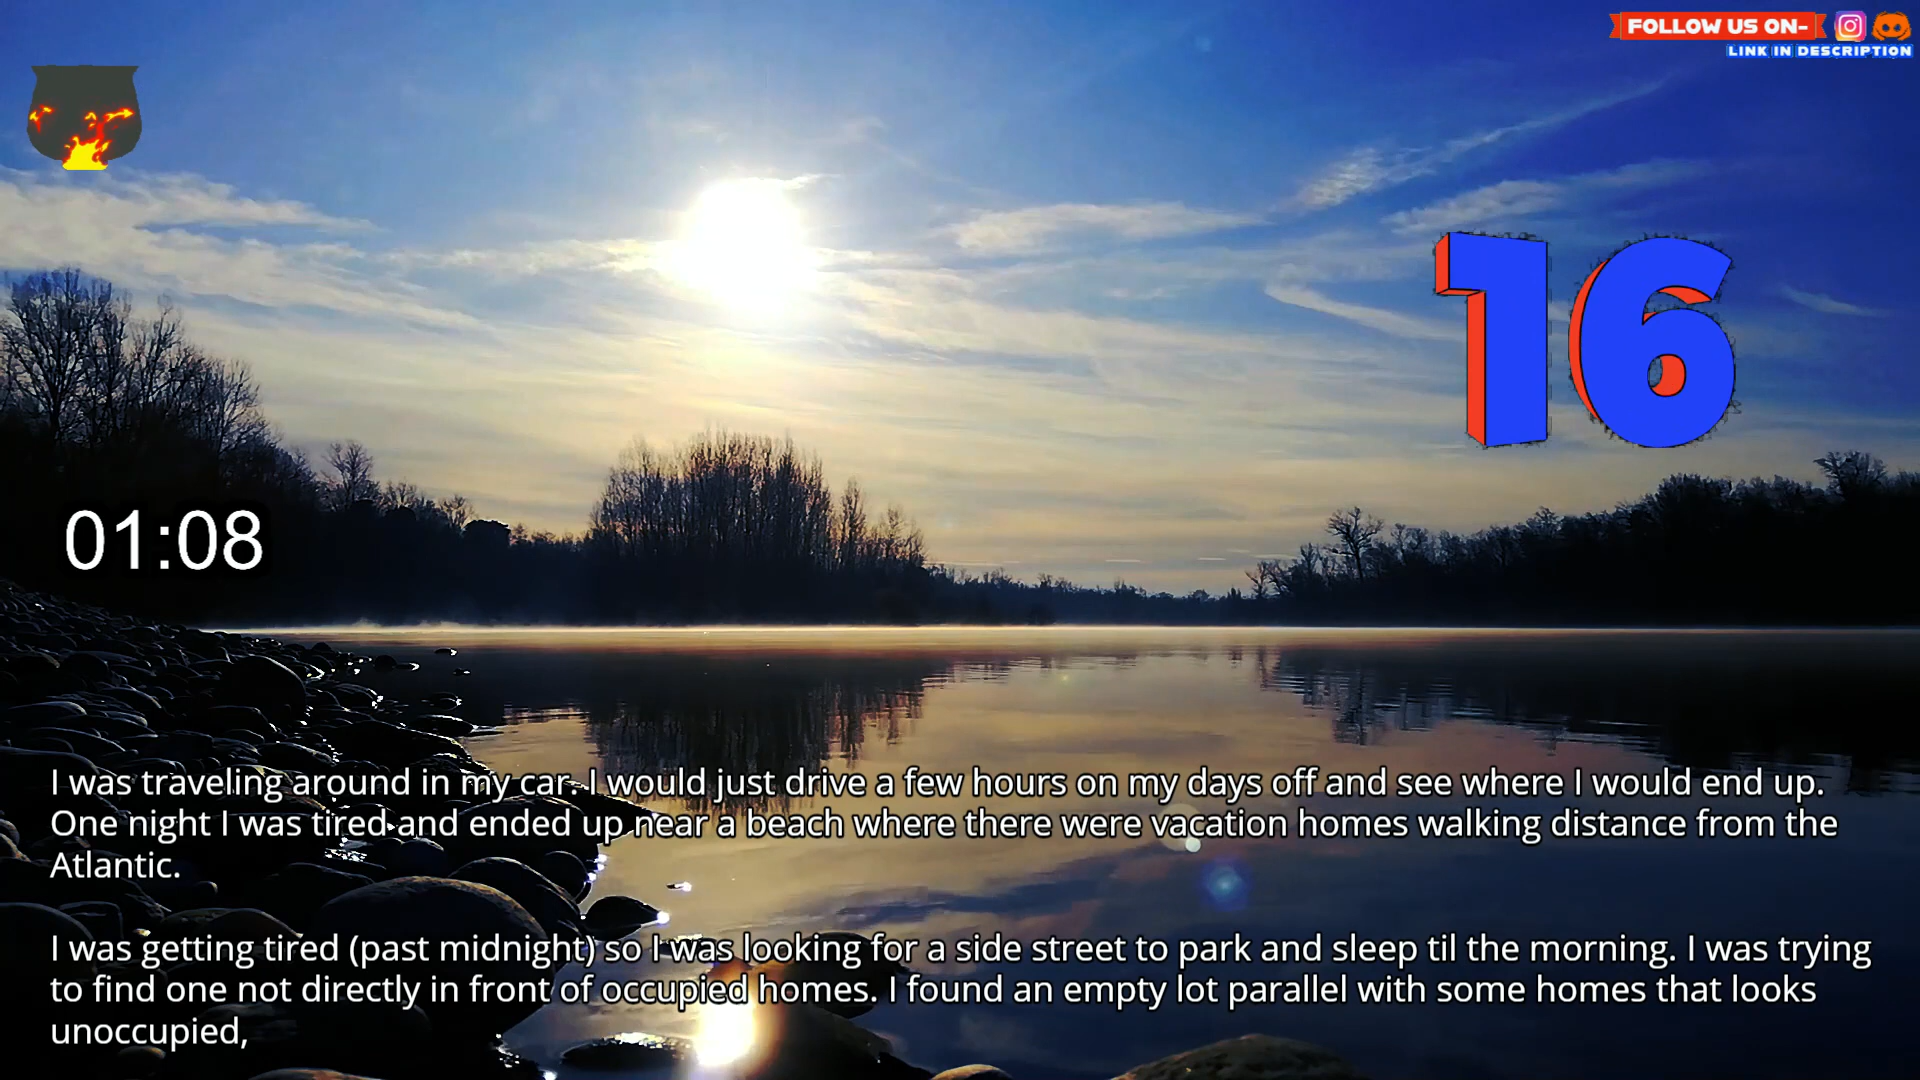 FOLLOW US ON-
LINK IN DESCRIPTION
16
01:08
I was traveling around in my car. I would just drive a few hours on my days off and see where I would end up.
One night I was tired and ended up near a beach where there were vacation homes walking distance from the
Atlantic.
I was getting tired (past midnight) so I was looking for a side street to park and sleep til the morning. I was trying
to find one not directly in front of occupied homes. I found an empty lot parallel with some homes that looks
unoccupied,